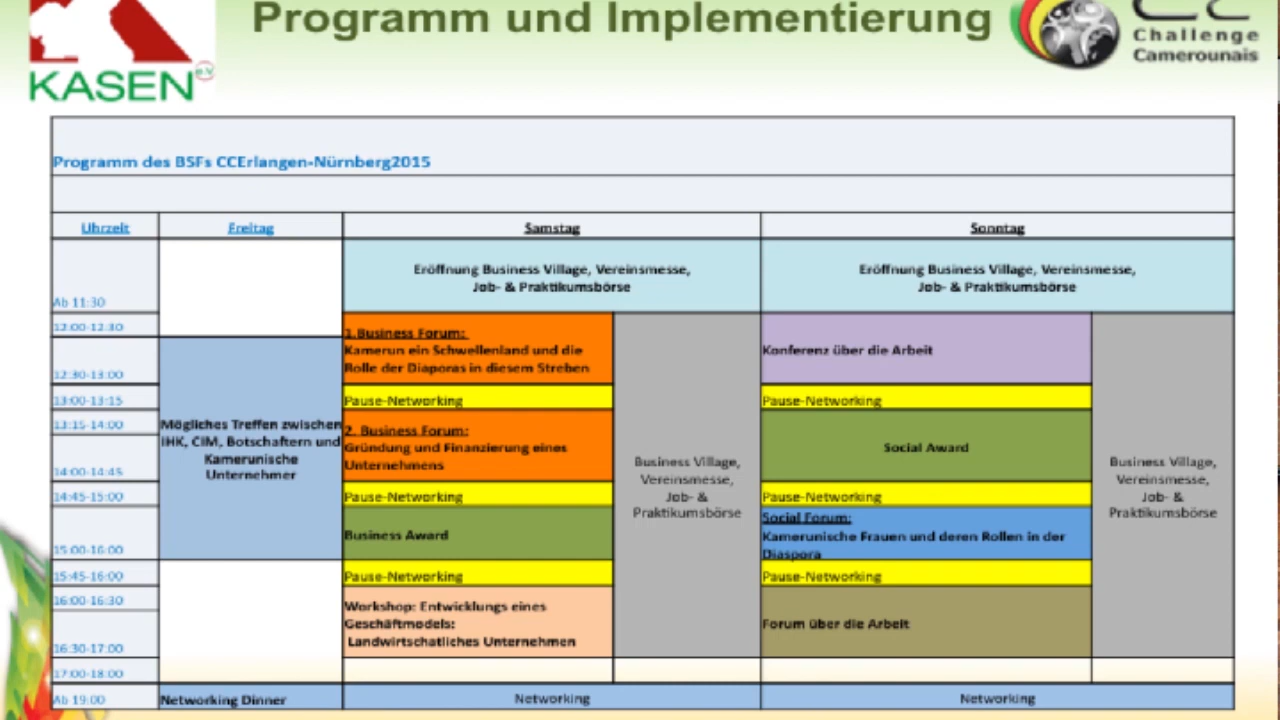 Programm und Implementierung
KASEN
e.V
CC
Challenge
Camerounais
Programm des BSFs CCErlangen-Nürnberg2015
Uhrzeit Freitag Samstag Sonntag
Ab 11:30
Eröffnung Business Village, Vereinsmesse,
Job- & Praktikumsbörse
Eröffnung Business Village, Vereinsmesse,
Job- & Praktikumsbörse
12:00-12:30
12:30-13:00
13:00-13:15
13:15-14:00
14:00-14:45
14:45-15:00
15:00-16:00
15:45-16:00
16:00-16:30
16:30-17:00
17:00-18:00
Ab 19:00
Mögliches Treffen zwischen
IHK, CIM, Botschaftern und
Kamerunische
Unternehmer
Networking Dinner
1.Business Forum:
Kamerun ein Schwellenland und die
Rolle der Diaporas in diesem Streben
Pause-Networking
2. Business Forum:
Gründung und Finanzierung eines
Unternehmens
Pause-Networking
Business Award
Pause-Networking
Workshop: Entwicklungs eines
Geschäftmodels:
Landwirtschatliches Unternehmen
Business Village,
Vereinsmesse,
Job- &
Praktikumsbörse
Networking
Konferenz über die Arbeit
Pause-Networking
Social Award
Pause-Networking
Social Forum:
Kamerunische Frauen und deren Rollen in der
Diaspora
Pause-Networking
Forum über die Arbeit
Business Village,
Vereinsmesse,
Job- &
Praktikumsbörse
Networking